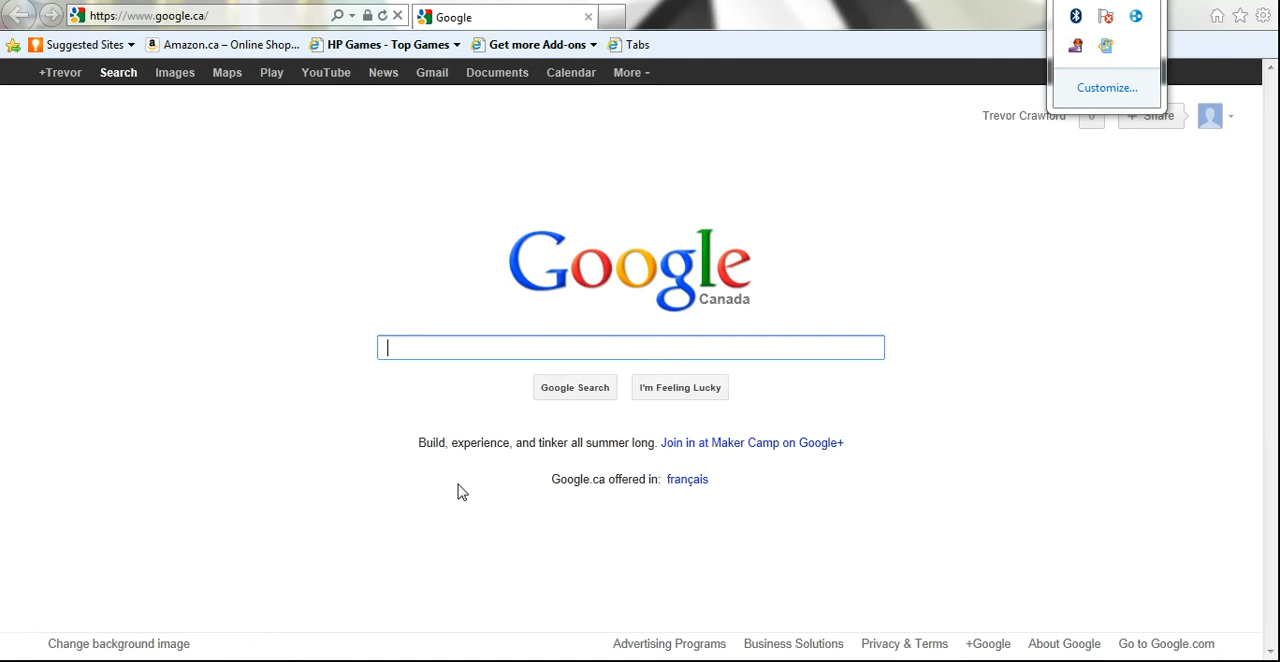 https://www.google.ca/
Google
Suggested Sites
Amazon.ca – Online Shop...
HP Games - Top Games
Get more Add-ons
Tabs
Customize...
+Trevor Search Images Maps Play YouTube News Gmail Documents Calendar More
Trevor Crawford 0 + Share
Google
Canada
Google Search I'm Feeling Lucky
Build, experience, and tinker all summer long. Join in at Maker Camp on Google+
Google.ca offered in: français
Change background image Advertising Programs Business Solutions Privacy & Terms +Google About Google Go to Google.com